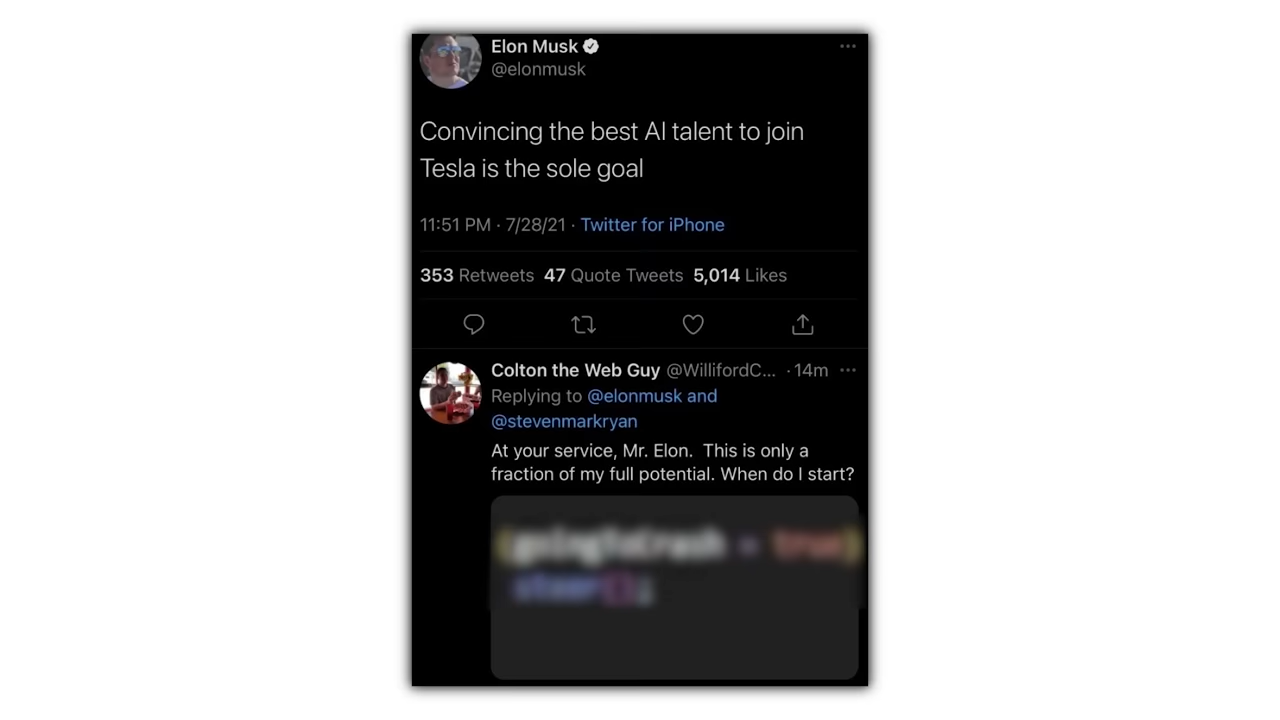 Elon Musk
@elonmusk
Convincing the best AI talent to join
Tesla is the sole goal
11:51 PM · 7/28/21 · Twitter for iPhone
353 Retweets 47 Quote Tweets 5,014 Likes
Colton the Web Guy @WillifordC... · 14m
Replying to @elonmusk and
@stevenmarkryan
At your service, Mr. Elon. This is only a
fraction of my full potential. When do I start?
(goingToCrash = true)